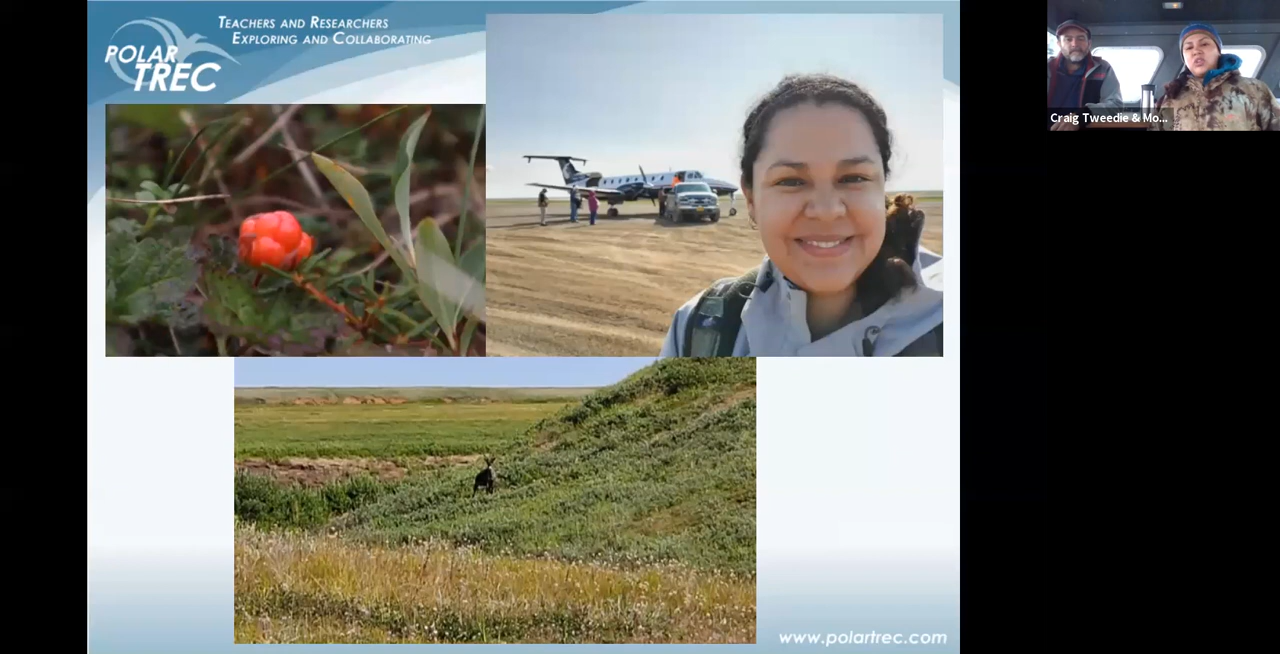 TEACHERS AND RESEARCHERS
EXPLORING AND COLLABORATING
POLAR
TREC
Craig Tweedie & Mo...
www.polartrec.com